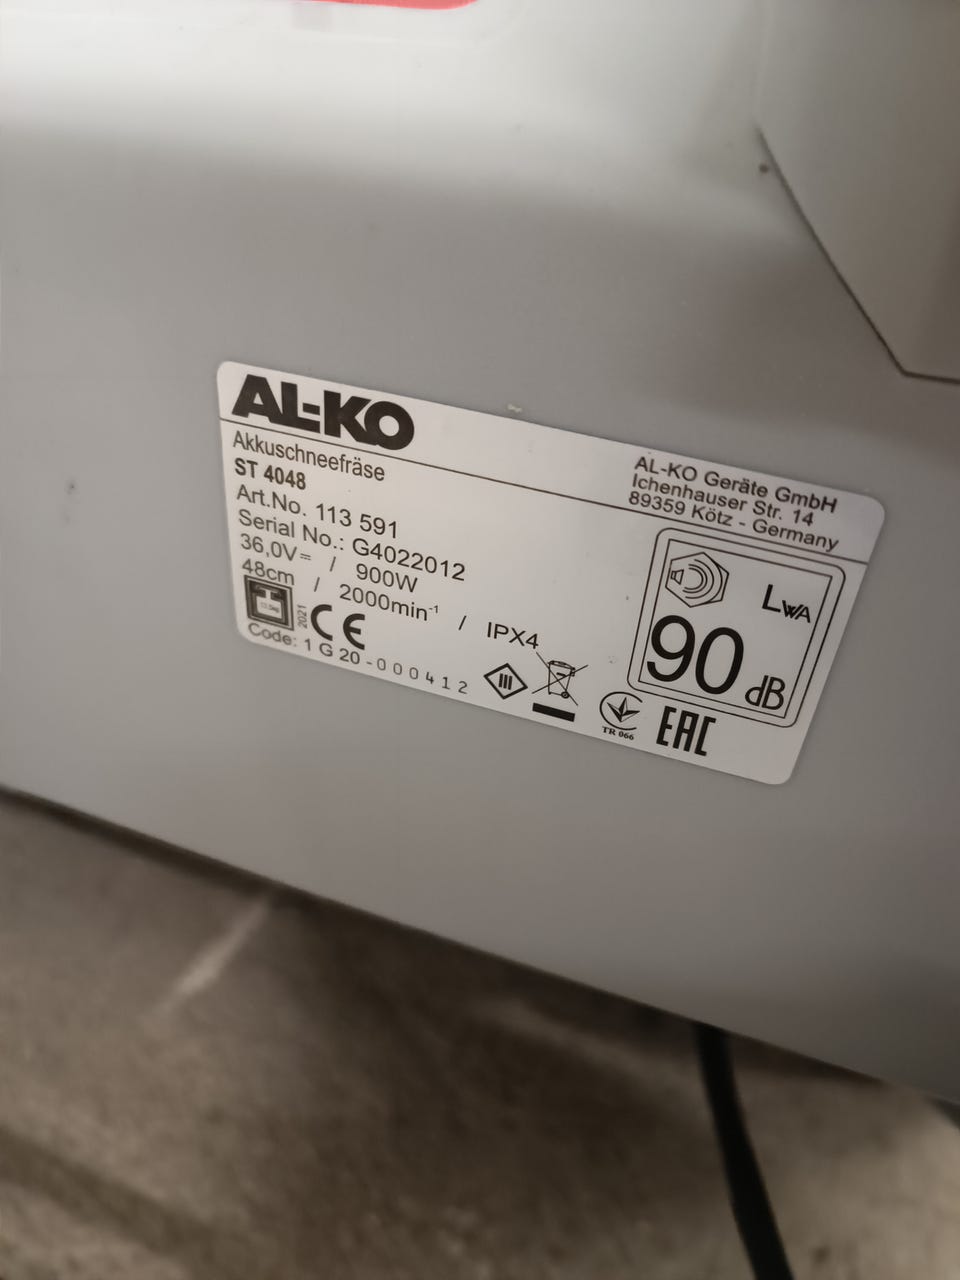 AL-KO
Akkuschneefräse
ST 4048
Art.No. 113 591
Serial No.: G4022012
36,0V⎓ / 900W
48cm / 2000min⁻¹ / IPX4
2021
CE
Code: 1 G 20-000412
AL-KO Geräte GmbH
Ichenhauser Str. 14
89359 Kötz - Germany
LWA
90 dB
III
TR 066
EAC